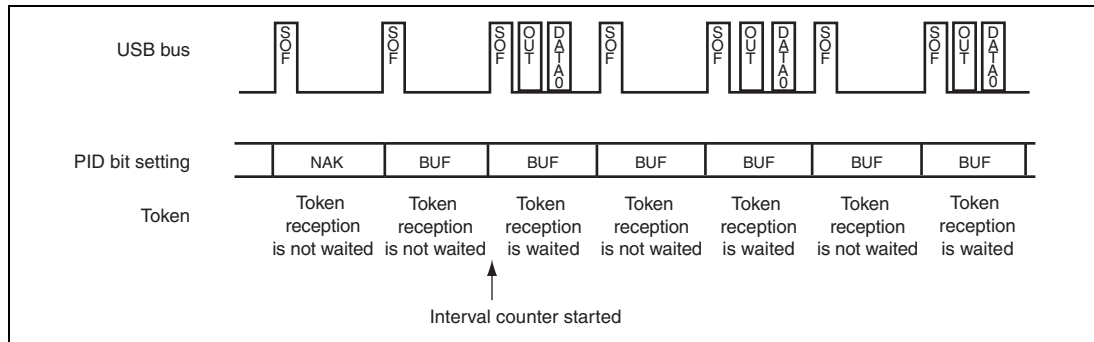 USB bus
SOF SOF SOF OUT DATA0 SOF SOF OUT DATA0 SOF SOF OUT DATA0
PID bit setting
NAK BUF BUF BUF BUF BUF BUF
Token
Token reception is not waited
Token reception is not waited
Token reception is waited
Token reception is not waited
Token reception is waited
Token reception is not waited
Token reception is waited
Interval counter started